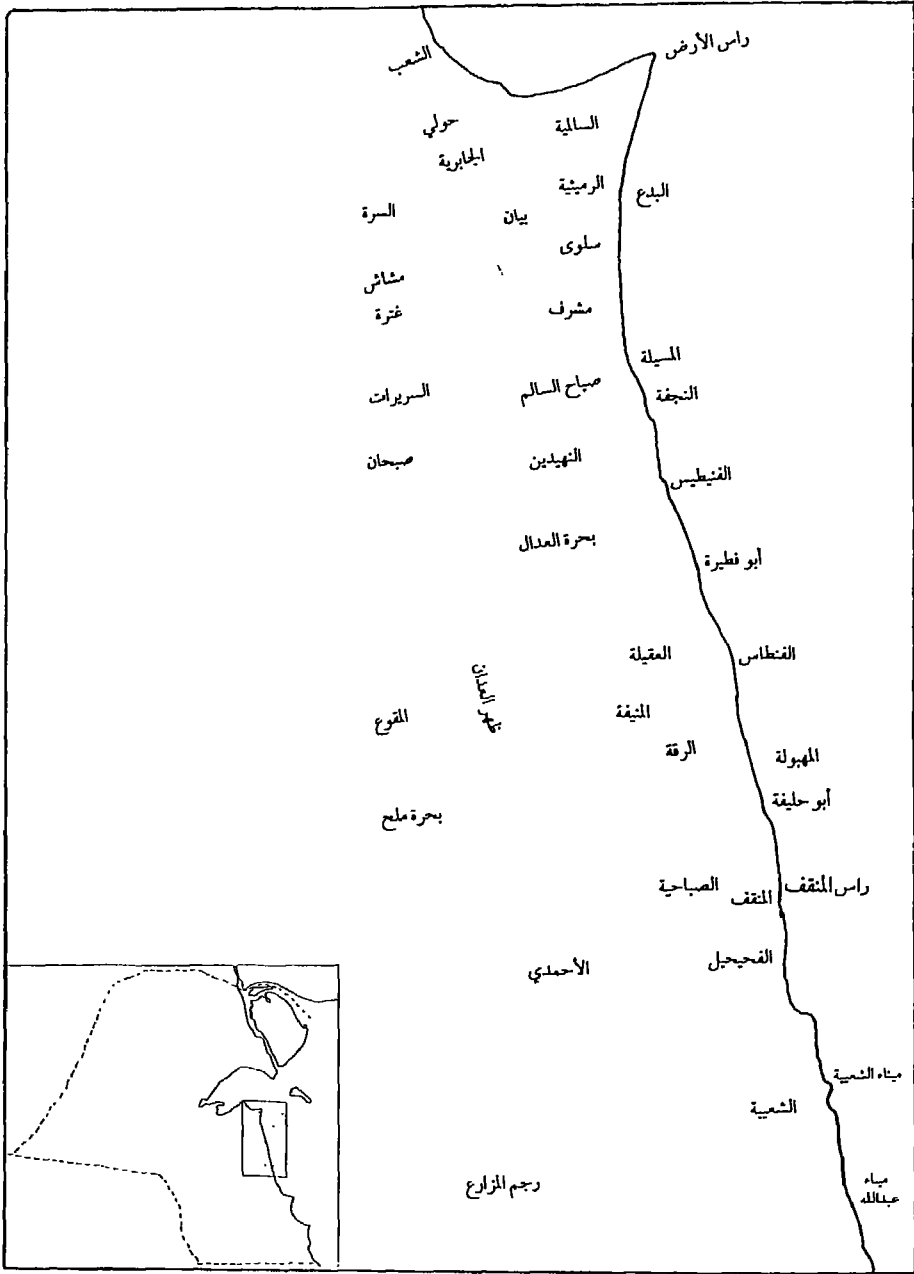 راس الأرض
الشعب
حولي
السالمية
الجابرية
الرميثية
البدع
السرة
بيان
سلوى
مشاش
غترة
مشرف
المسيلة
صباح السالم
النجفة
السريرات
النهيدين
صبحان
الفنيطيس
بحرة العدال
أبو فطيرة
الفنطاس
العقيلة
ظهر العدان
المنيفة
المقوع
الرقة
المهبولة
أبو حليفة
بحرة ملح
راس المنقف
الصباحية
المنقف
الفحيحيل
الأحمدي
ميناء الشعيبة
الشعيبة
رجم المزارع
ميناء
عبدالله